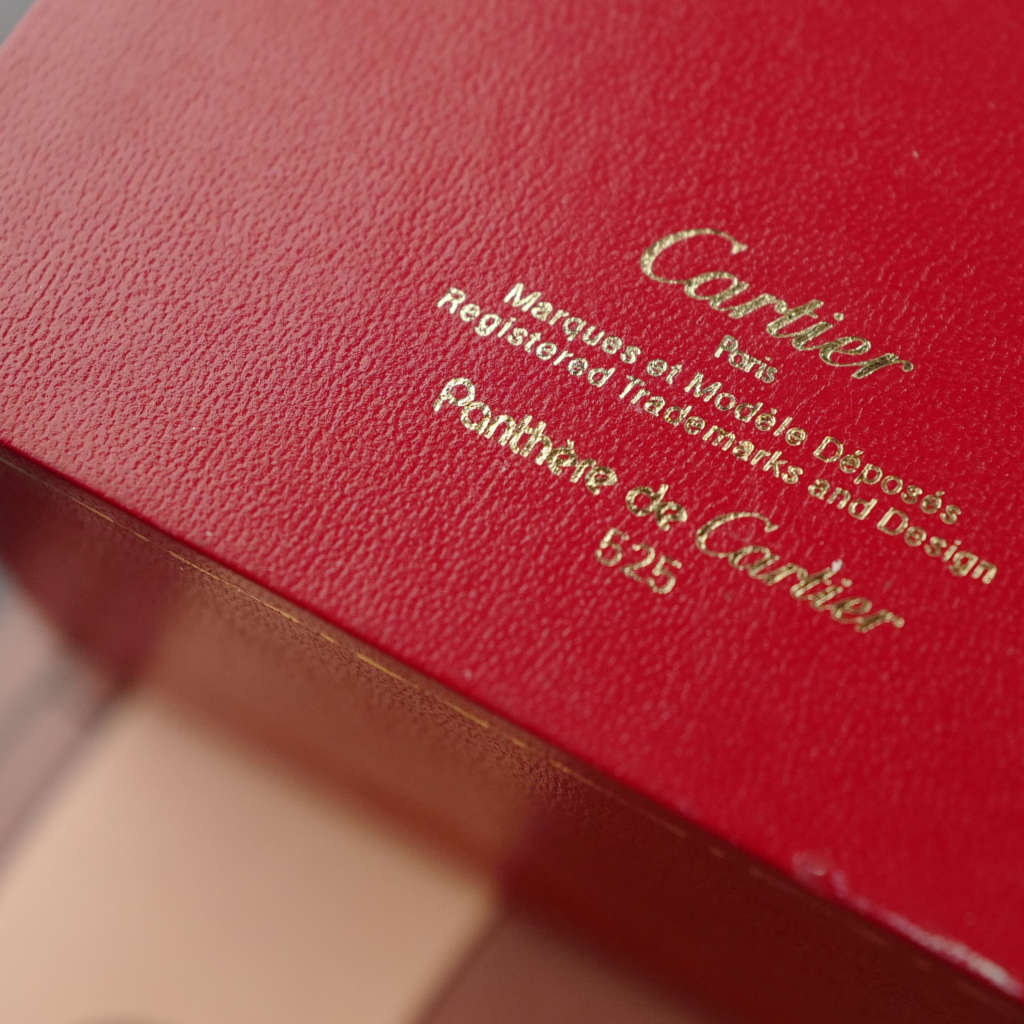 Cartier
Paris
Marques et Modèle Déposés
Registered Trademarks and Design
Panthère de Cartier
525